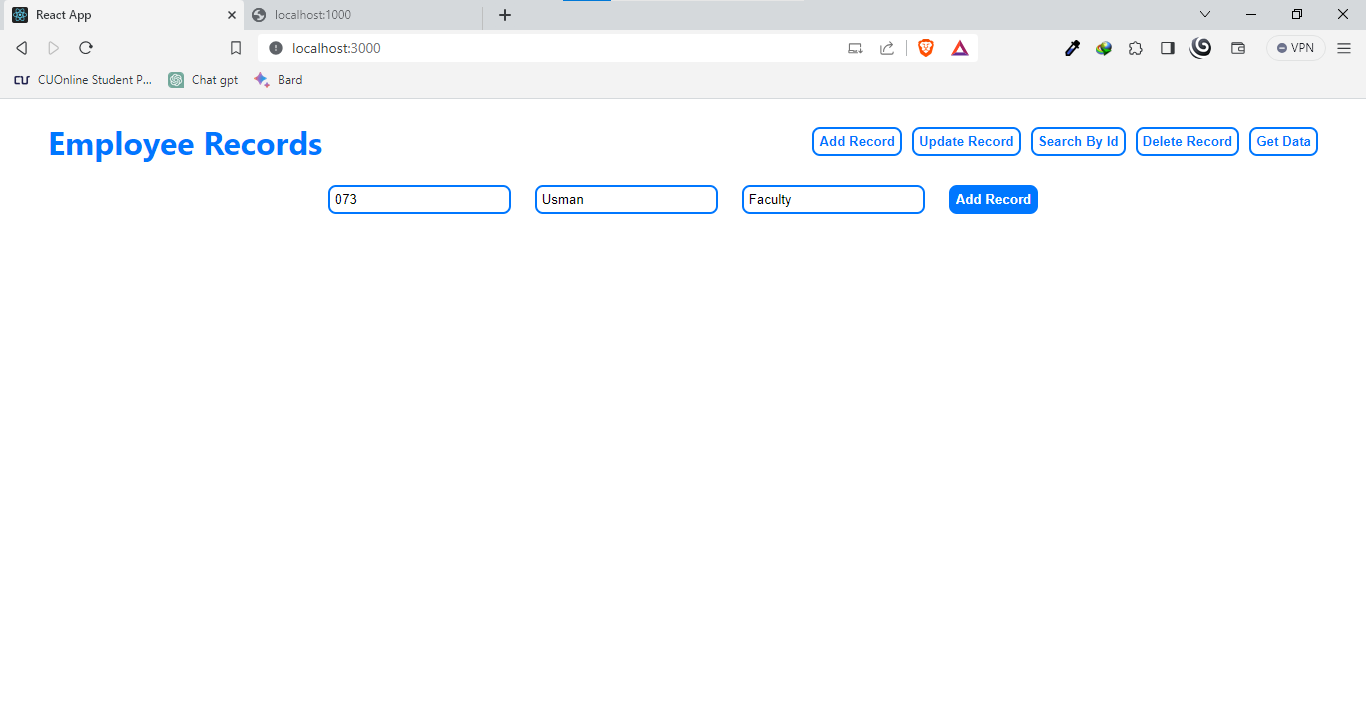 React App
localhost:1000
localhost:3000
VPN
CUOnline Student P...
Chat gpt
Bard
Employee Records
Add Record
Update Record
Search By Id
Delete Record
Get Data
073
Usman
Faculty
Add Record